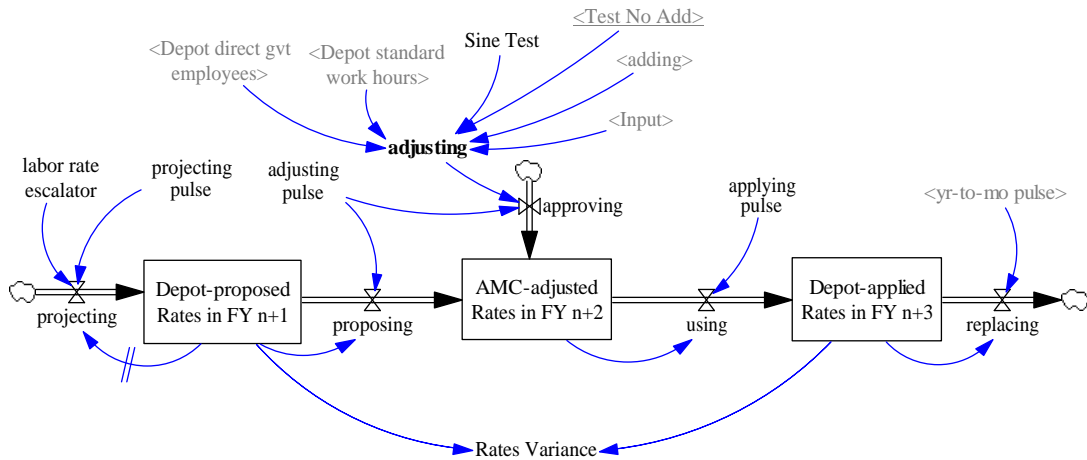 <Test No Add>
Sine Test
<Depot direct gvt
employees>
<Depot standard
work hours>
<adding>
<Input>
adjusting
labor rate
escalator
projecting
pulse
adjusting
pulse
approving
applying
pulse
<yr-to-mo pulse>
Depot-proposed
Rates in FY n+1
AMC-adjusted
Rates in FY n+2
Depot-applied
Rates in FY n+3
projecting
proposing
using
replacing
Rates Variance